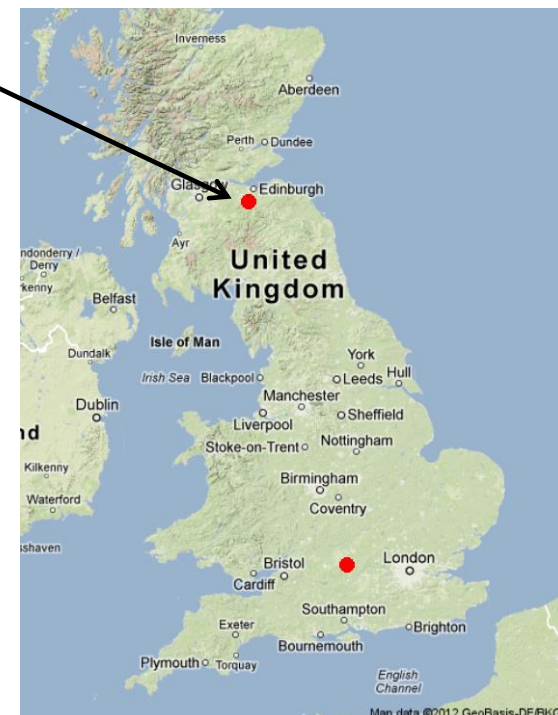 Inverness
Aberdeen
Perth
Dundee
Glasgow
Edinburgh
Ayr
United
Kingdom
ndonderry /
Derry
rkenny
Belfast
Isle of Man
Dundalk
York
Irish Sea
Blackpool
Leeds
Hull
Manchester
Dublin
Liverpool
Sheffield
nd
Stoke-on-Trent
Nottingham
Kilkenny
Birmingham
Waterford
Coventry
sshaven
Bristol
London
Cardiff
Southampton
Exeter
Brighton
Bournemouth
Plymouth
Torquay
English
Channel
Map data ©2012 GeoBasis-DE/BKG